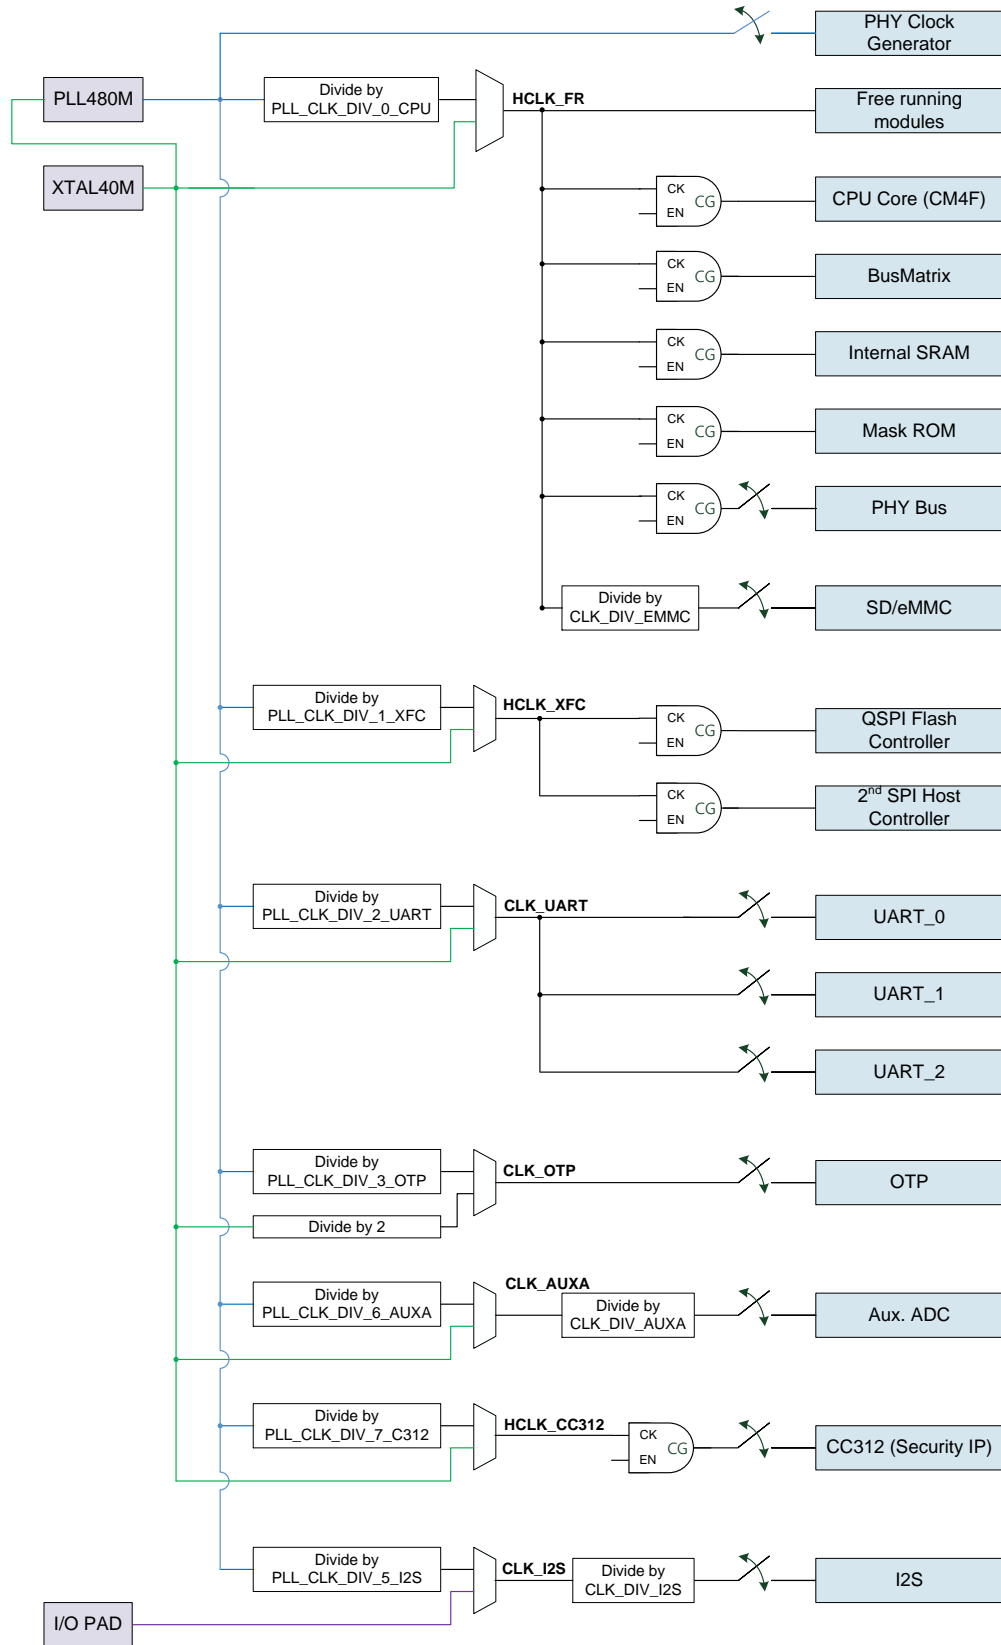 PHY Clock
Generator
PLL480M
Divide by
PLL_CLK_DIV_0_CPU
HCLK_FR
Free running
modules
XTAL40M
CK
EN
CG
CPU Core (CM4F)
CK
EN
CG
BusMatrix
CK
EN
CG
Internal SRAM
CK
EN
CG
Mask ROM
CK
EN
CG
PHY Bus
Divide by
CLK_DIV_EMMC
SD/eMMC
Divide by
PLL_CLK_DIV_1_XFC
HCLK_XFC
CK
EN
CG
QSPI Flash
Controller
CK
EN
CG
2nd SPI Host
Controller
Divide by
PLL_CLK_DIV_2_UART
CLK_UART
UART_0
UART_1
UART_2
Divide by
PLL_CLK_DIV_3_OTP
CLK_OTP
OTP
Divide by 2
Divide by
PLL_CLK_DIV_6_AUXA
CLK_AUXA
Divide by
CLK_DIV_AUXA
Aux. ADC
Divide by
PLL_CLK_DIV_7_C312
HCLK_CC312
CK
EN
CG
CC312 (Security IP)
Divide by
PLL_CLK_DIV_5_I2S
CLK_I2S
Divide by
CLK_DIV_I2S
I2S
I/O PAD